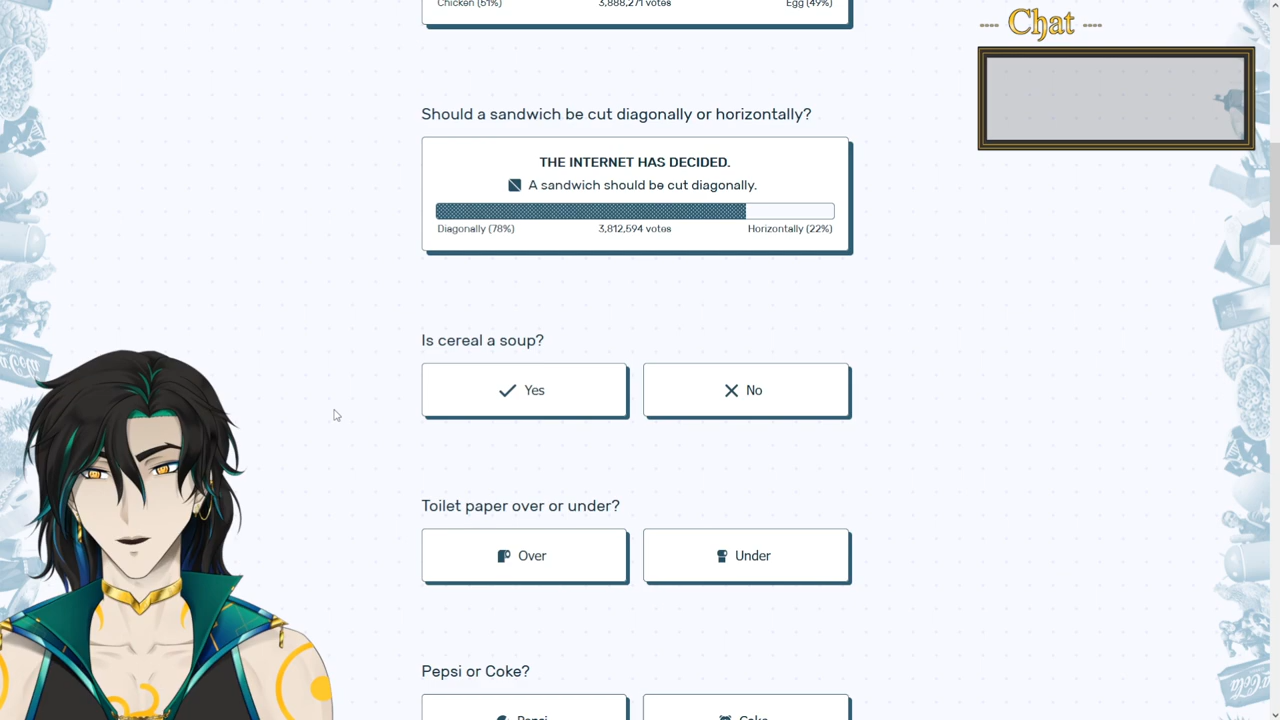 Chicken (51%) 3,888,271 votes Egg (49%)
---- Chat ----
Should a sandwich be cut diagonally or horizontally?
THE INTERNET HAS DECIDED.
A sandwich should be cut diagonally.
Diagonally (78%) 3,812,594 votes Horizontally (22%)
Is cereal a soup?
Yes No
Toilet paper over or under?
Over Under
Pepsi or Coke?
Pepsi Coke